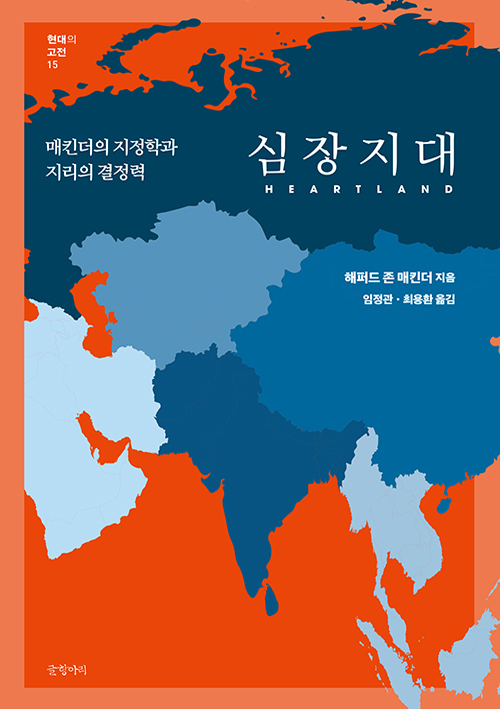 현대의
고전
15
매킨더의 지정학과
지리의 결정력
심장지대
HEARTLAND
해퍼드 존 매킨더 지음
임정관·최용환 옮김
글항아리